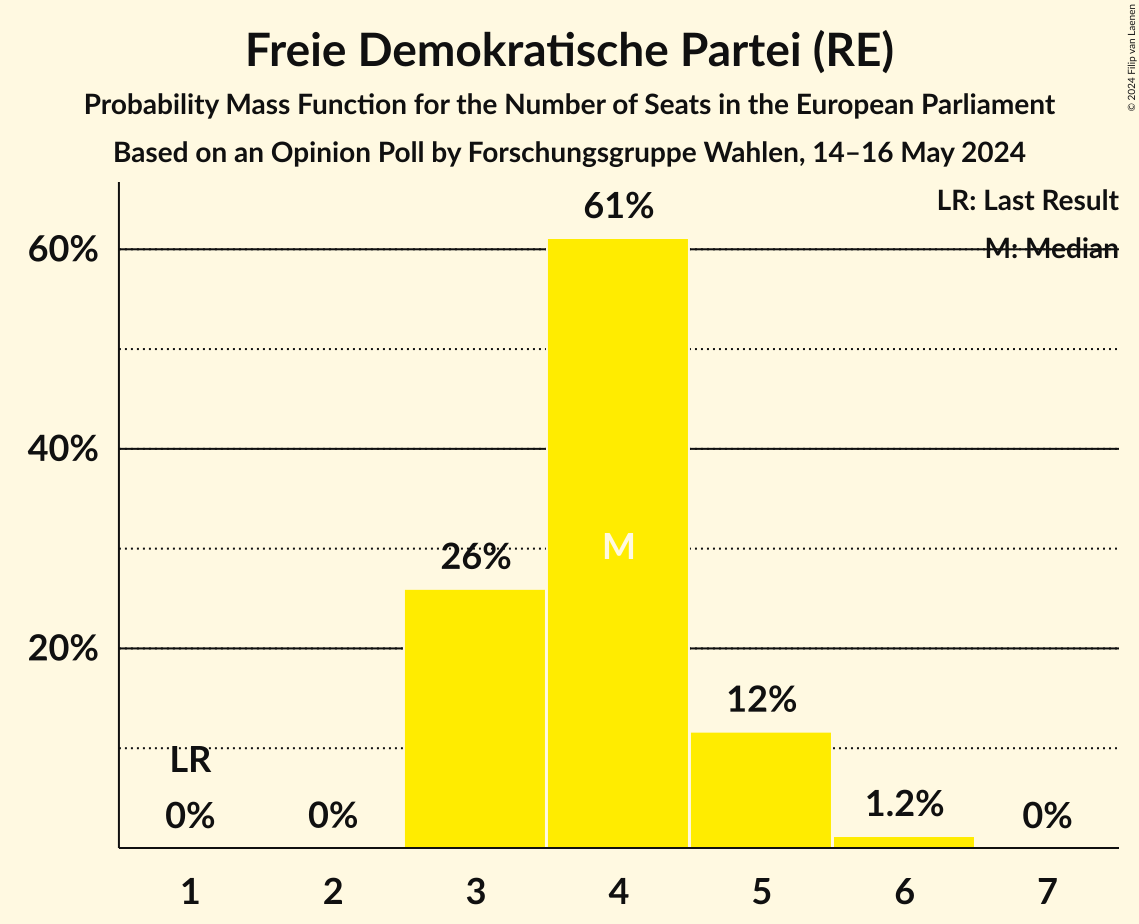 Freie Demokratische Partei (RE)
Probability Mass Function for the Number of Seats in the European Parliament
Based on an Opinion Poll by Forschungsgruppe Wahlen, 14–16 May 2024
© 2024 Filip van Laenen
LR: Last Result
M: Median
61%
60%
40%
26%
M
20%
12%
LR
0%
0%
1.2%
0%
1 2 3 4 5 6 7